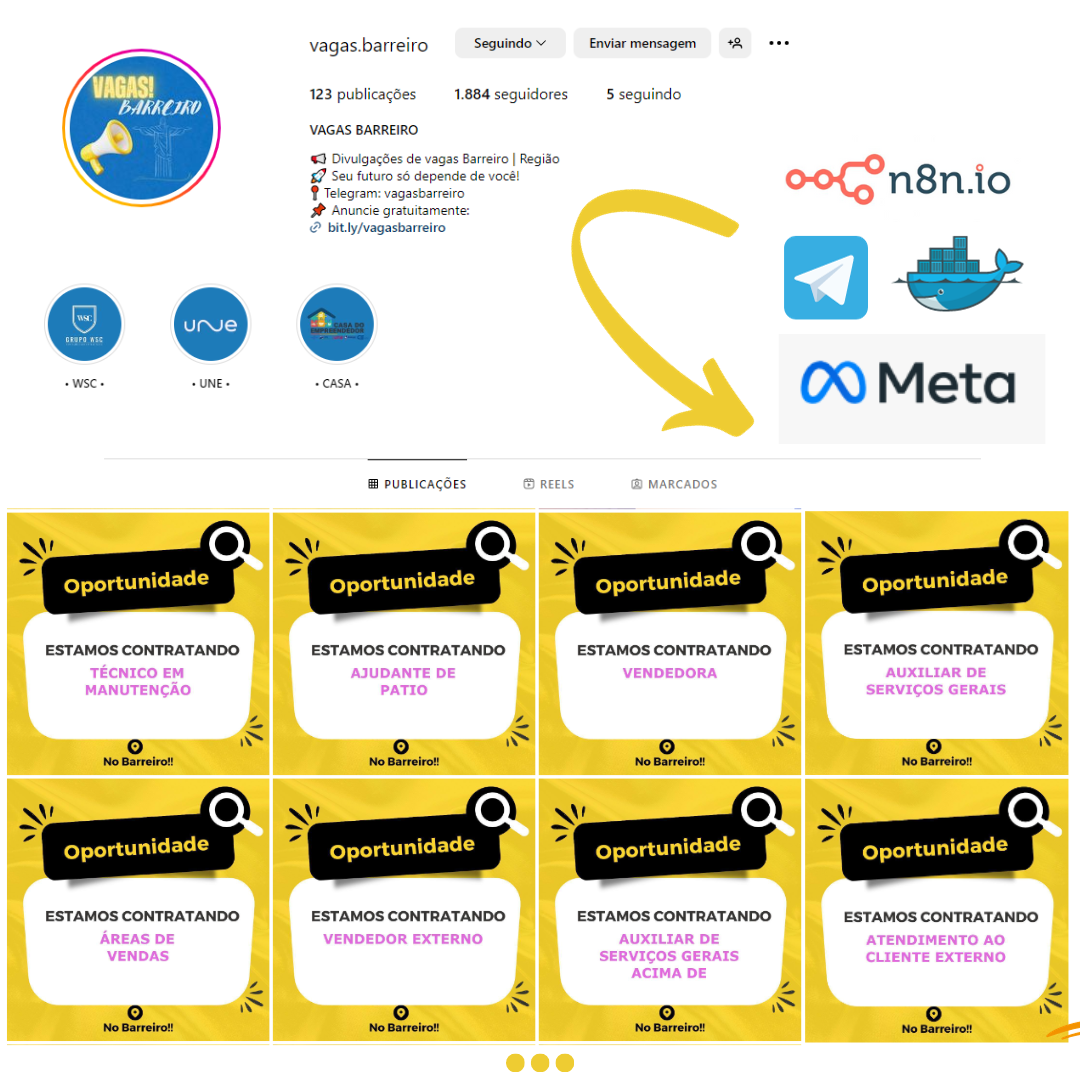 vagas.barreiro
Seguindo
Enviar mensagem
123 publicações
1.884 seguidores
5 seguindo
VAGAS!
BARREIRO
VAGAS BARREIRO
Divulgações de vagas Barreiro | Região
Seu futuro só depende de você!
Telegram: vagasbarreiro
Anuncie gratuitamente:
bit.ly/vagasbarreiro
n8n.io
Meta
WSC
GRUPO WSC
une
CASA DO
EMPREENDEDOR
• WSC •
• UNE •
• CASA •
PUBLICAÇÕES
REELS
MARCADOS
Oportunidade
ESTAMOS CONTRATANDO
TÉCNICO EM
MANUTENÇÃO
No Barreiro!!
Oportunidade
ESTAMOS CONTRATANDO
AJUDANTE DE
PATIO
No Barreiro!!
Oportunidade
ESTAMOS CONTRATANDO
VENDEDORA
No Barreiro!!
Oportunidade
ESTAMOS CONTRATANDO
AUXILIAR DE
SERVIÇOS GERAIS
No Barreiro!!
Oportunidade
ESTAMOS CONTRATANDO
ÁREAS DE
VENDAS
No Barreiro!!
Oportunidade
ESTAMOS CONTRATANDO
VENDEDOR EXTERNO
No Barreiro!!
Oportunidade
ESTAMOS CONTRATANDO
AUXILIAR DE
SERVIÇOS GERAIS
ACIMA DE
No Barreiro!!
Oportunidade
ESTAMOS CONTRATANDO
ATENDIMENTO AO
CLIENTE EXTERNO
No Barreiro!!